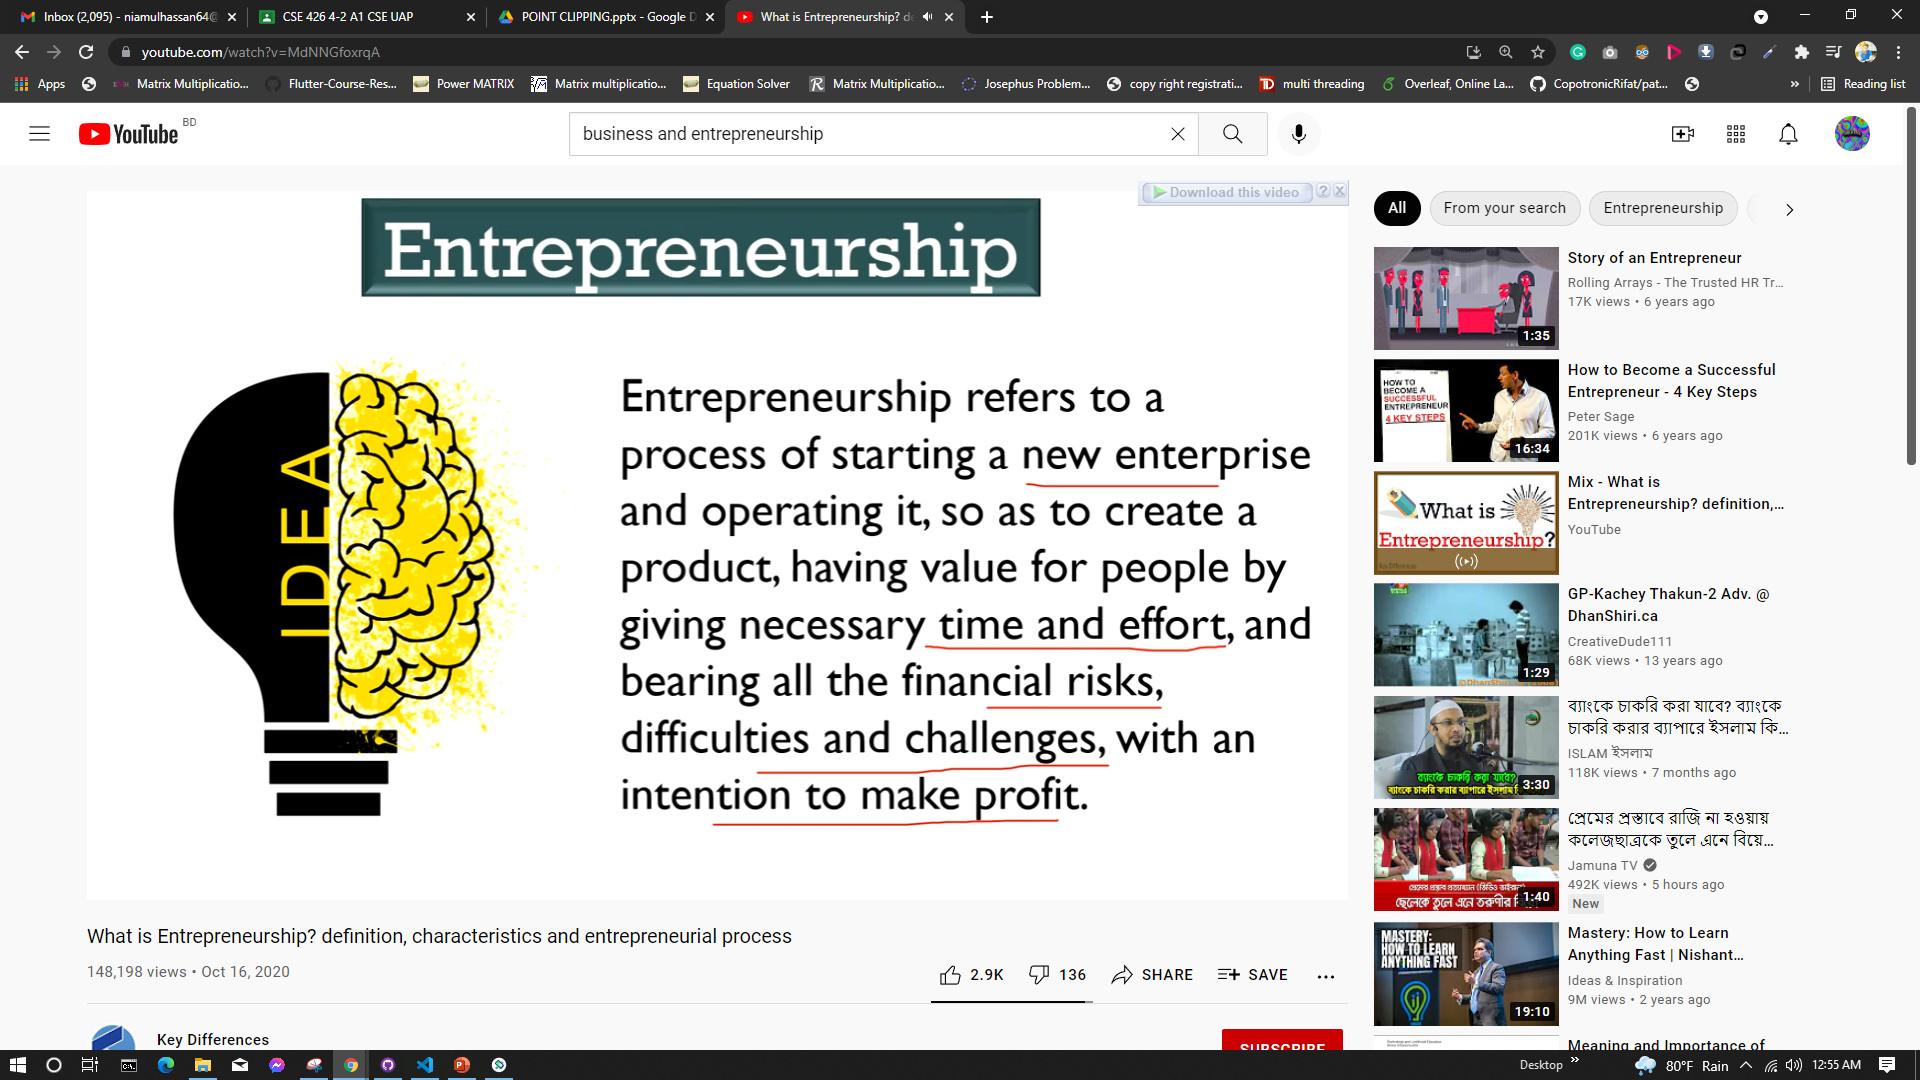 Inbox (2,095) - niamulhassan64@
CSE 426 4-2 A1 CSE UAP
POINT CLIPPING.pptx - Google D
What is Entrepreneurship? de
youtube.com/watch?v=MdNNGfoxrqA
Apps
Matrix Multiplicatio...
Flutter-Course-Res...
Power MATRIX
Matrix multiplicatio...
Equation Solver
Matrix Multiplicatio...
Josephus Problem...
copy right registrati...
multi threading
Overleaf, Online La...
CopotronicRifat/pat...
»
Reading list
YouTube BD
business and entrepreneurship
Download this video ? X
Entrepreneurship
IDEA
Entrepreneurship refers to a
process of starting a new enterprise
and operating it, so as to create a
product, having value for people by
giving necessary time and effort, and
bearing all the financial risks,
difficulties and challenges, with an
intention to make profit.
What is Entrepreneurship? definition, characteristics and entrepreneurial process
148,198 views • Oct 16, 2020
2.9K
136
SHARE
SAVE
Key Differences
SUBSCRIBE
All
From your search
Entrepreneurship
1:35
Story of an Entrepreneur
Rolling Arrays - The Trusted HR Tr...
17K views • 6 years ago
HOW TO
BECOME A
SUCCESSFUL
ENTREPRENEUR
4 KEY STEPS
16:34
How to Become a Successful
Entrepreneur - 4 Key Steps
Peter Sage
201K views • 6 years ago
What is
Entrepreneurship?
Mix - What is
Entrepreneurship? definition,...
YouTube
1:29
GP-Kachey Thakun-2 Adv. @
DhanShiri.ca
CreativeDude111
68K views • 13 years ago
ব্যাংকে চাকরি করা যাবে?
3:30
ব্যাংকে চাকরি করা যাবে? ব্যাংকে
চাকরি করার ব্যাপারে ইসলাম কি...
ISLAM ইসলাম
118K views • 7 months ago
ছেলেকে তুলে এনে তরুণীর
1:40
প্রেমের প্রস্তাবে রাজি না হওয়ায়
কলেজছাত্রকে তুলে এনে বিয়ে...
Jamuna TV
492K views • 5 hours ago
New
MASTERY:
HOW TO LEARN
ANYTHING FAST
19:10
Mastery: How to Learn
Anything Fast | Nishant...
Ideas & Inspiration
9M views • 2 years ago
Meaning and Importance of
Desktop
»
80°F Rain
12:55 AM